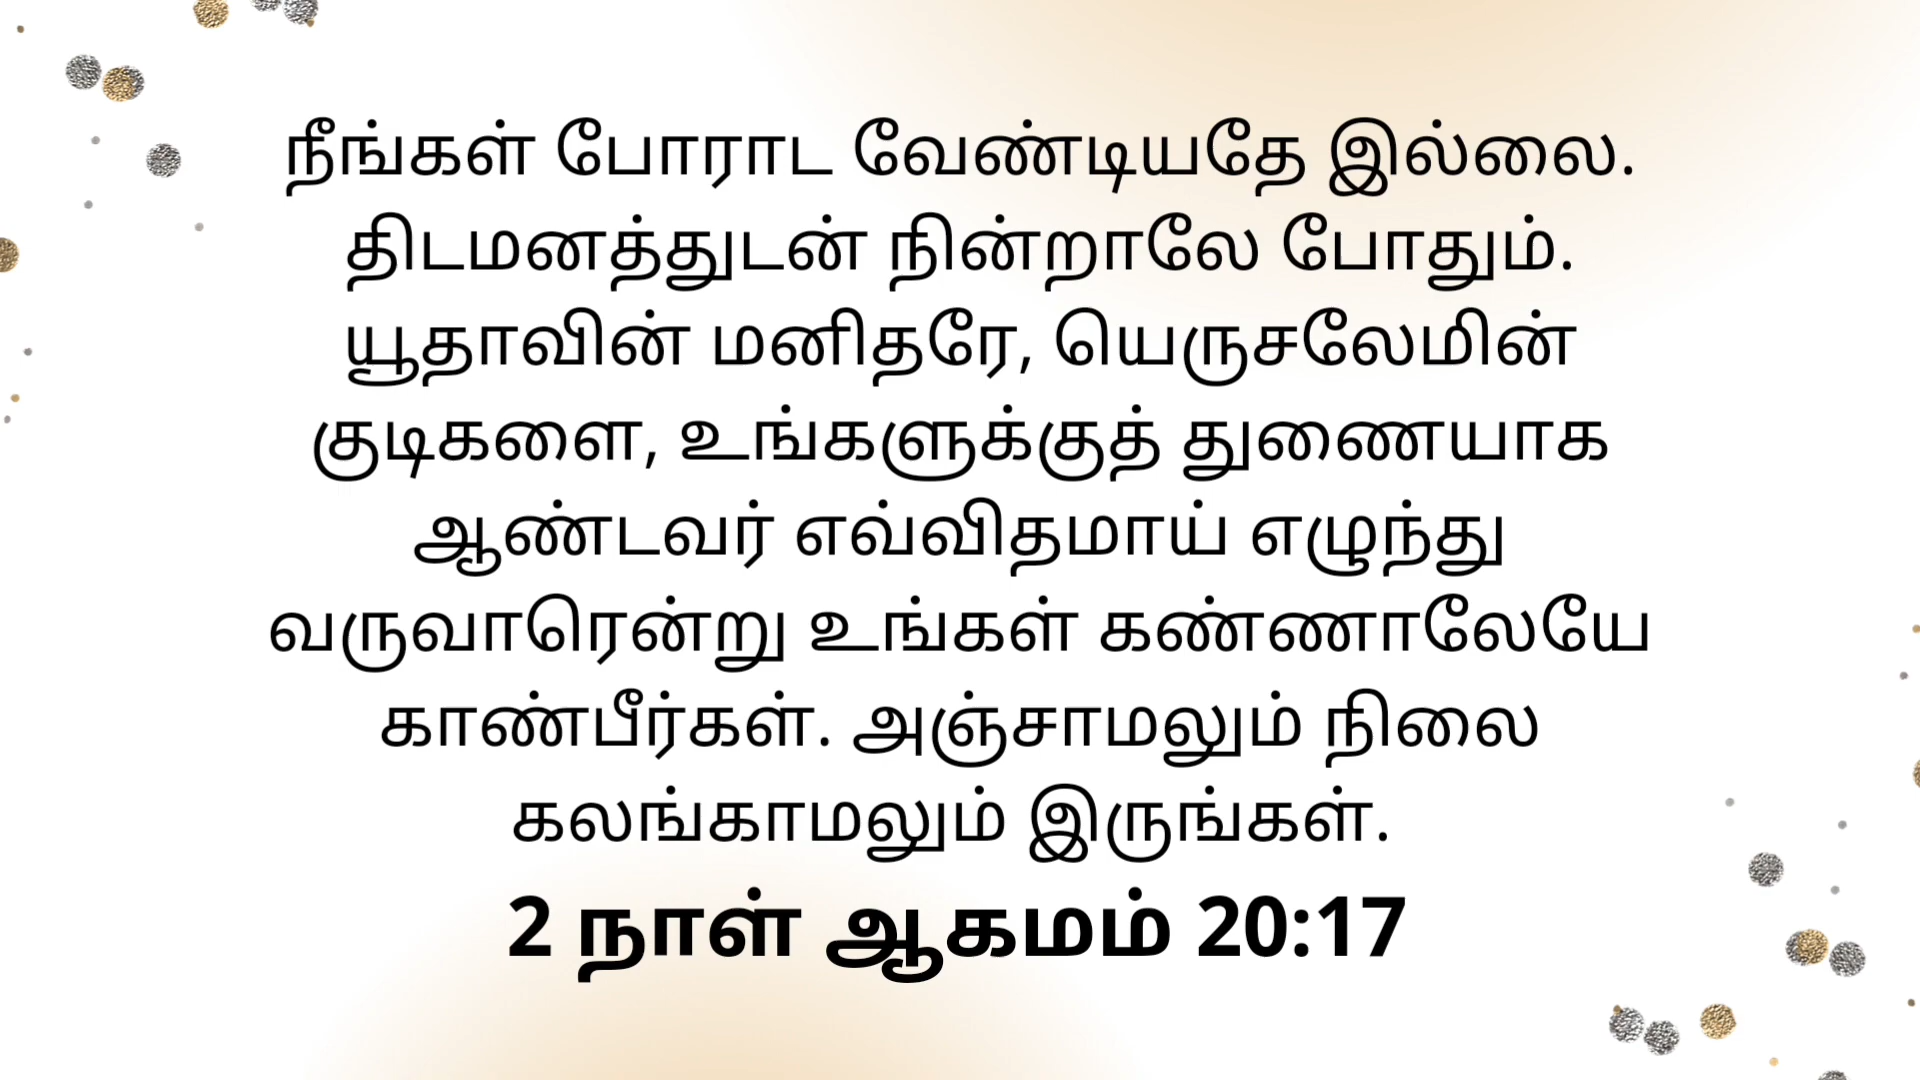 நீங்கள் போராட வேண்டியதே இல்லை.
திடமனத்துடன் நின்றாலே போதும்.
யூதாவின் மனிதரே, யெருசலேமின்
குடிகளை, உங்களுக்குத் துணையாக
ஆண்டவர் எவ்விதமாய் எழுந்து
வருவாரென்று உங்கள் கண்ணாலேயே
காண்பீர்கள். அஞ்சாமலும் நிலை
கலங்காமலும் இருங்கள்.
2 நாள் ஆகமம் 20:17